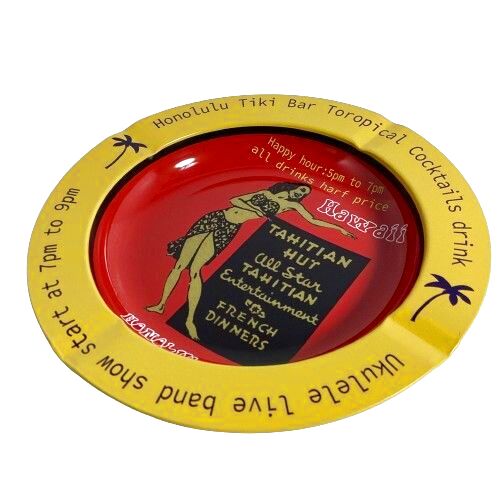 Honolulu Tiki Bar Toropical Cocktails drink
Ukulele live band show start at 7pm to 9pm
Happy hour:5pm to 7pm
all drinks harf price
Hawaii
TAHITIAN
HUT
All Star
TAHITIAN
Entertainment
FRENCH
DINNERS